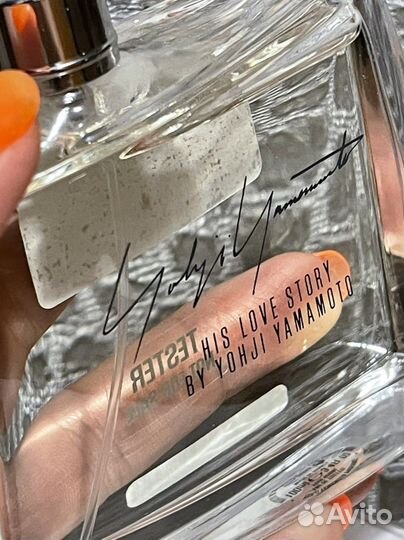 Yohji Yamamoto
HIS LOVE STORY
BY YOHJI YAMAMOTO
TESTER
Avito